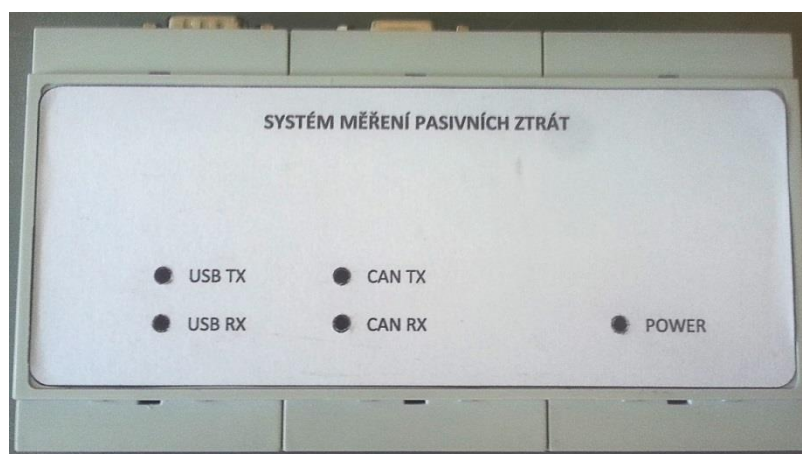 SYSTÉM MĚŘENÍ PASIVNÍCH ZTRÁT
USB TX
CAN TX
USB RX
CAN RX
POWER